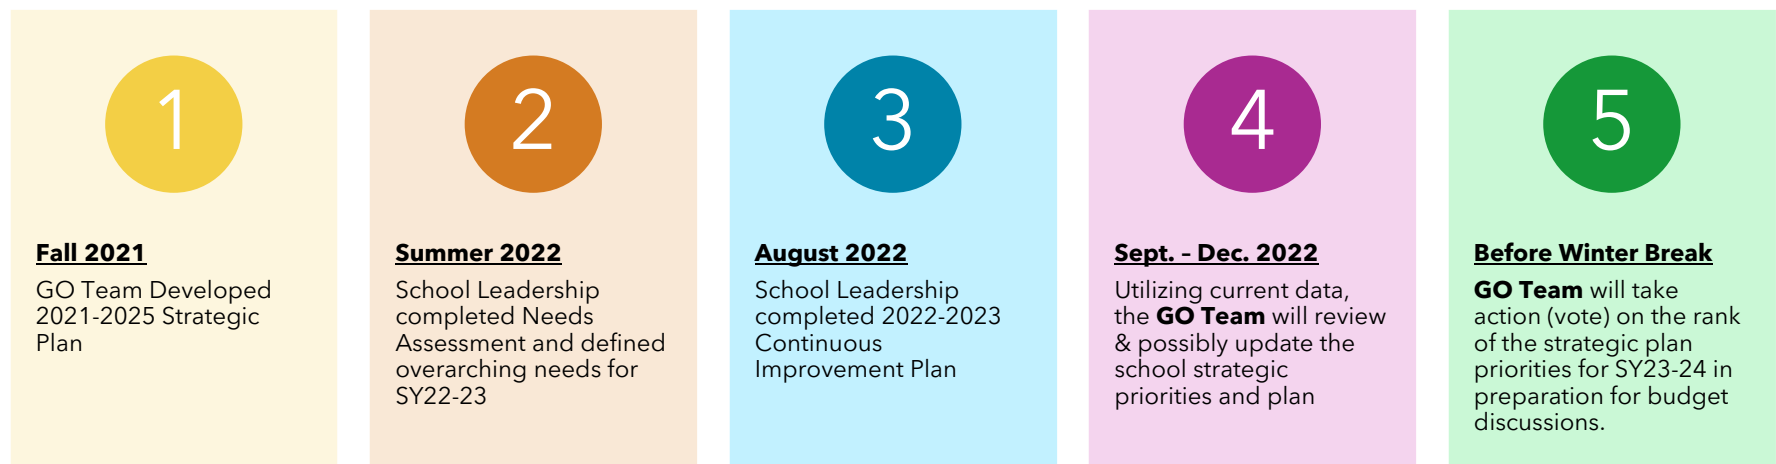 1
Fall 2021
GO Team Developed
2021-2025 Strategic
Plan
2
Summer 2022
School Leadership
completed Needs
Assessment and defined
overarching needs for
SY22-23
3
August 2022
School Leadership
completed 2022-2023
Continuous
Improvement Plan
4
Sept. – Dec. 2022
Utilizing current data,
the GO Team will review
& possibly update the
school strategic
priorities and plan
5
Before Winter Break
GO Team will take
action (vote) on the rank
of the strategic plan
priorities for SY23-24 in
preparation for budget
discussions.